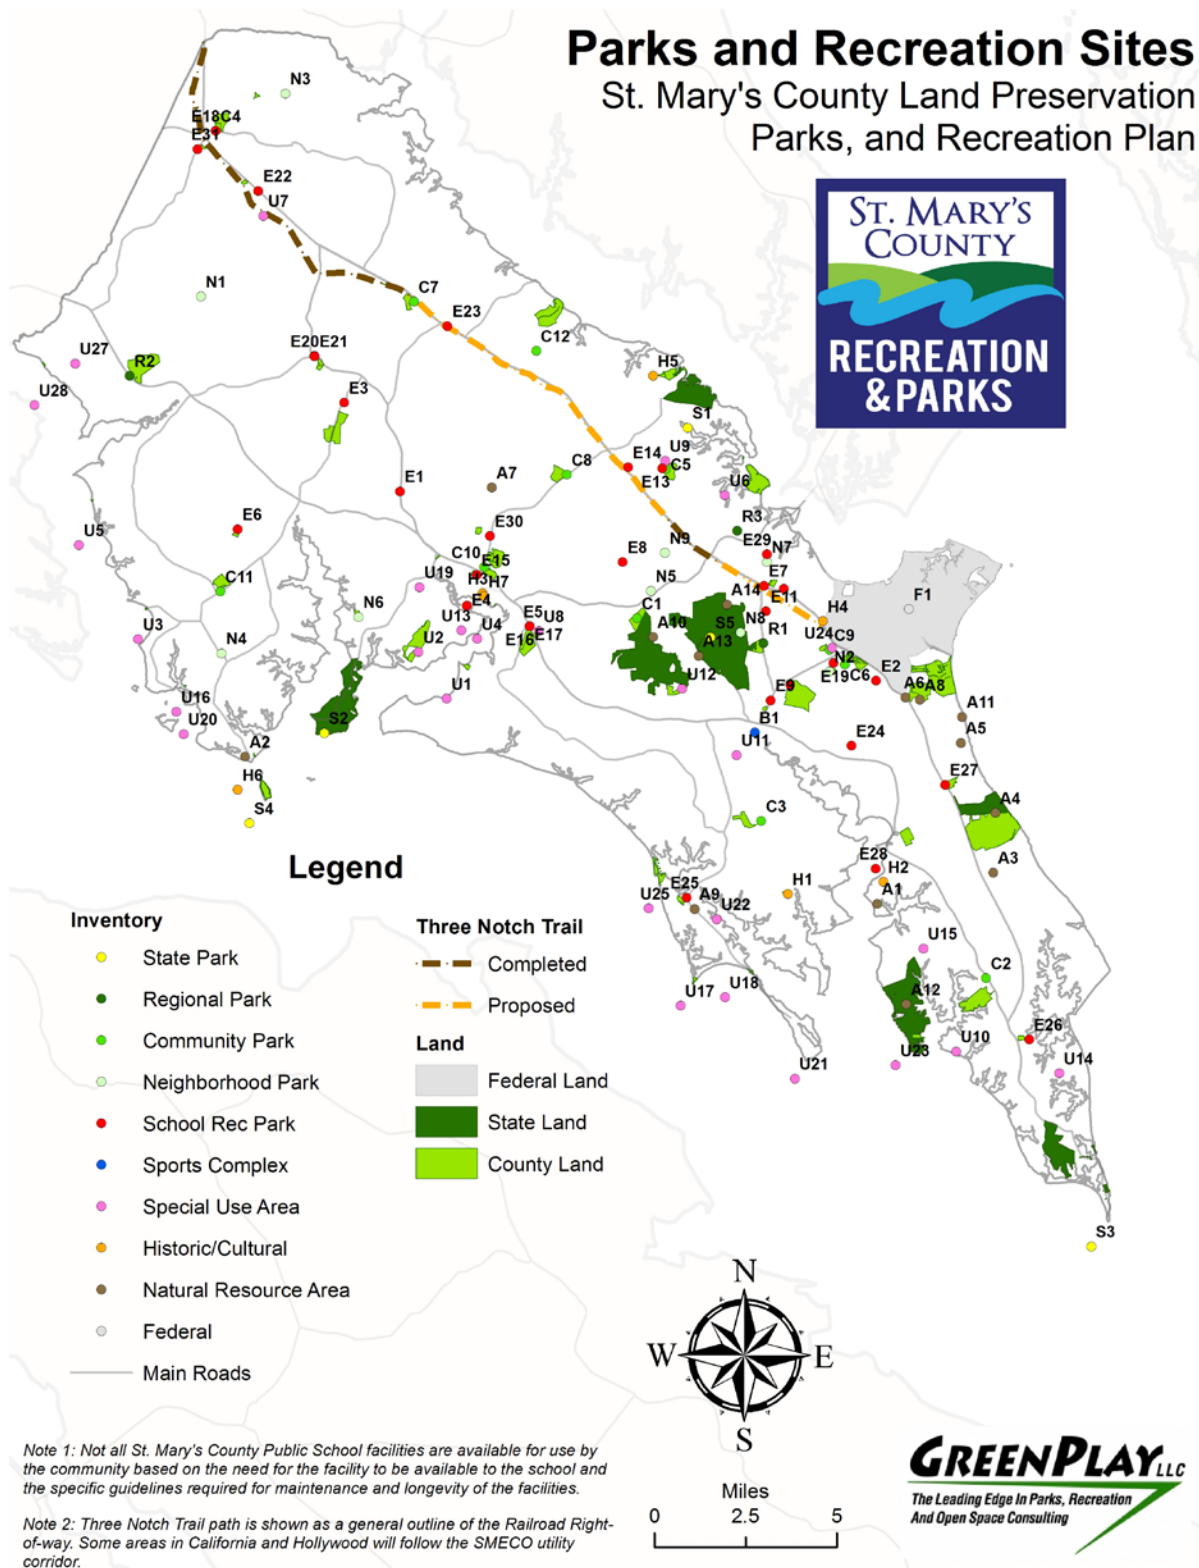 Parks and Recreation Sites
St. Mary's County Land Preservation
Parks, and Recreation Plan
ST. MARY'S
COUNTY
RECREATION
& PARKS
N3
E18C4
E31
E22
U7
N1
C7
E23
C12
U27
R2
E20E21
H5
U28
E3
S1
U9
E14
C5
E13
C8
U6
E1
A7
E6
E30
R3
U5
N9
E29
N7
C10
E15
E8
U19
H3
H7
E7
C11
N5
E4
A14
E11
F1
N6
C1
H4
U3
U13
E5
U8
A10
S5
N8
R1
U24
C9
N4
U2
U4
E16
E17
A13
N2
E2
U12
E19
C6
A6
A8
U1
E9
U16
B1
A11
U20
S2
U11
E24
A5
A2
E27
H6
S4
C3
A4
E28
H2
A3
E25
H1
A1
U25
A9
U22
U15
C2
U17
U18
A12
E26
U10
U23
U14
U21
S3
Legend
Inventory
State Park
Regional Park
Community Park
Neighborhood Park
School Rec Park
Sports Complex
Special Use Area
Historic/Cultural
Natural Resource Area
Federal
Main Roads
Three Notch Trail
Completed
Proposed
Land
Federal Land
State Land
County Land
N
W
E
S
Miles
0 2.5 5
Note 1: Not all St. Mary's County Public School facilities are available for use by
the community based on the need for the facility to be available to the school and
the specific guidelines required for maintenance and longevity of the facilities.
Note 2: Three Notch Trail path is shown as a general outline of the Railroad Right-
of-way. Some areas in California and Hollywood will follow the SMECO utility
corridor.
GREENPLAY LLC
The Leading Edge In Parks, Recreation
And Open Space Consulting